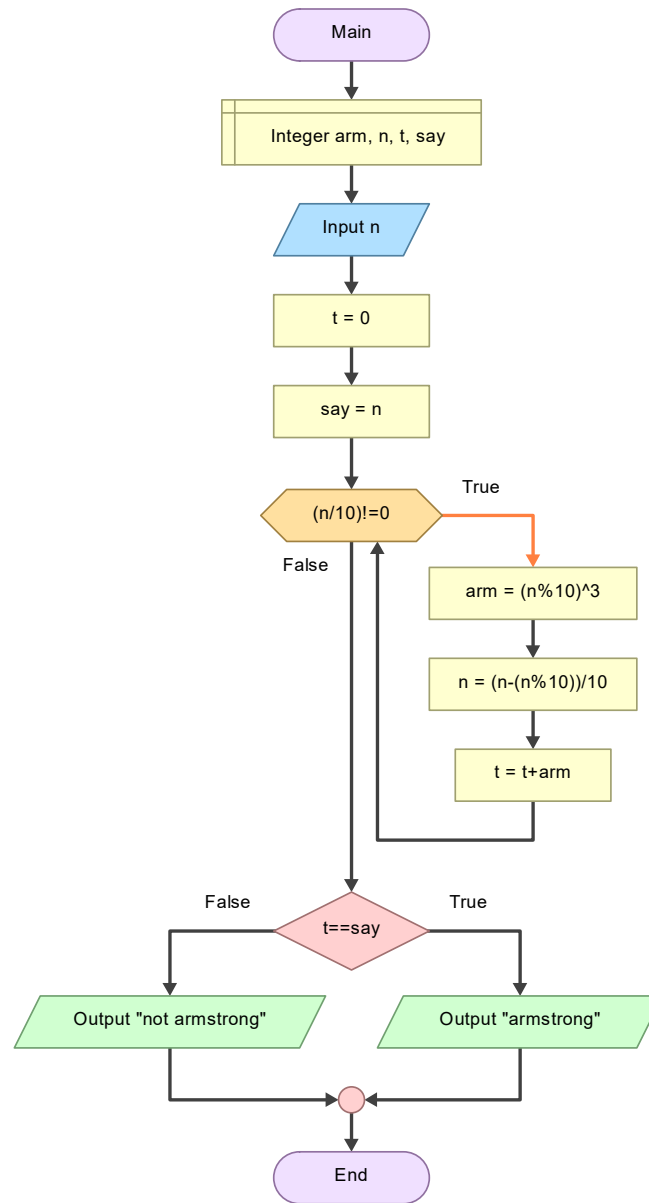 Main
Integer arm, n, t, say
Input n
t = 0
say = n
(n/10)!=0
True
False
arm = (n%10)^3
n = (n-(n%10))/10
t = t+arm
t==say
False
True
Output "not armstrong"
Output "armstrong"
End